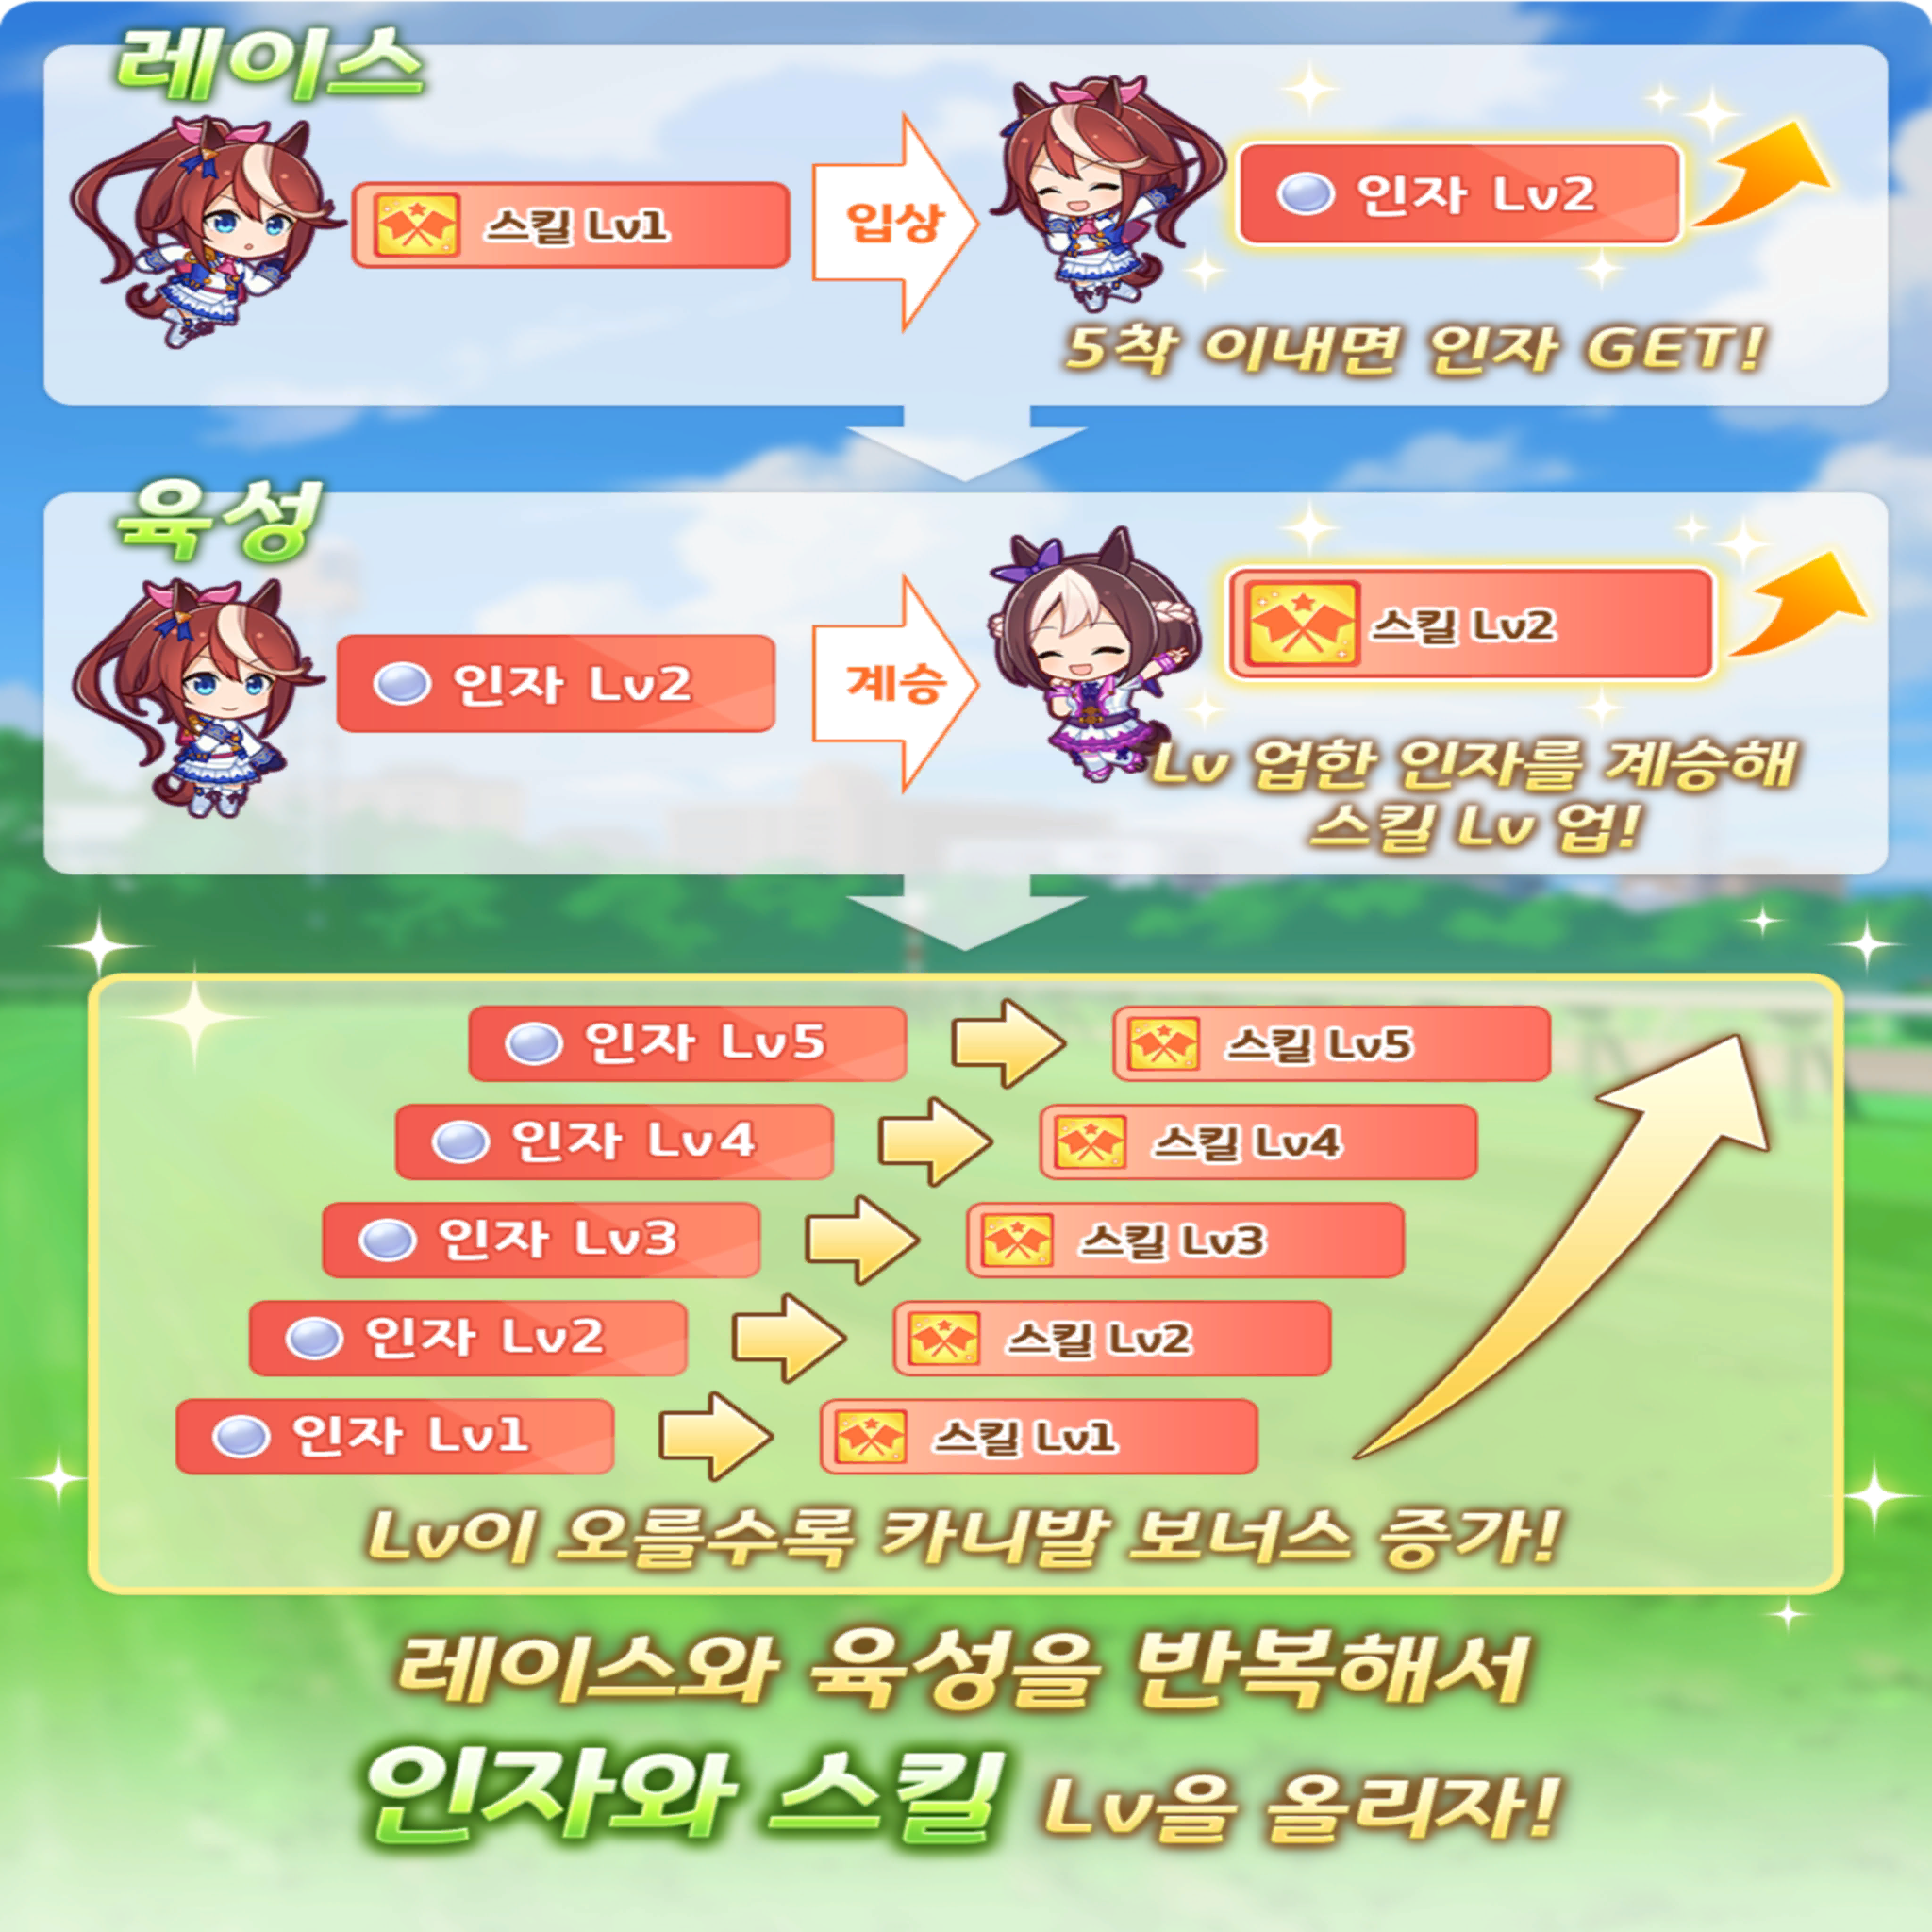 레이스
스킬 Lv1
입상
인자 Lv2
5착 이내면 인자 GET!
육성
인자 Lv2
계승
스킬 Lv2
Lv 업한 인자를 계승해
스킬 Lv 업!
인자 Lv5 스킬 Lv5
인자 Lv4 스킬 Lv4
인자 Lv3 스킬 Lv3
인자 Lv2 스킬 Lv2
인자 Lv1 스킬 Lv1
Lv이 오를수록 카니발 보너스 증가!
레이스와 육성을 반복해서
인자와 스킬 Lv을 올리자!